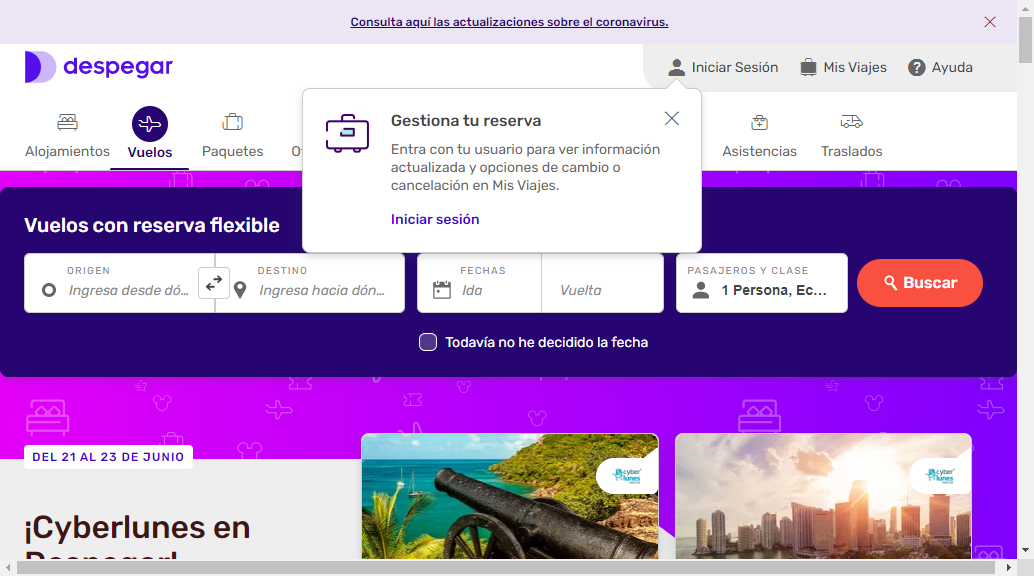 Consulta aquí las actualizaciones sobre el coronavirus.
despegar
Iniciar Sesión
Mis Viajes
Ayuda
Alojamientos
Vuelos
Paquetes
Asistencias
Traslados
Gestiona tu reserva
Entra con tu usuario para ver información
actualizada y opciones de cambio o
cancelación en Mis Viajes.
Iniciar sesión
Vuelos con reserva flexible
ORIGEN
Ingresa desde dó...
DESTINO
Ingresa hacia dón...
FECHAS
Ida
Vuelta
PASAJEROS Y CLASE
1 Persona, Ec...
Buscar
Todavía no he decidido la fecha
DEL 21 AL 23 DE JUNIO
cyber
lunes
cyber
lunes
¡Cyberlunes en
Despegar!